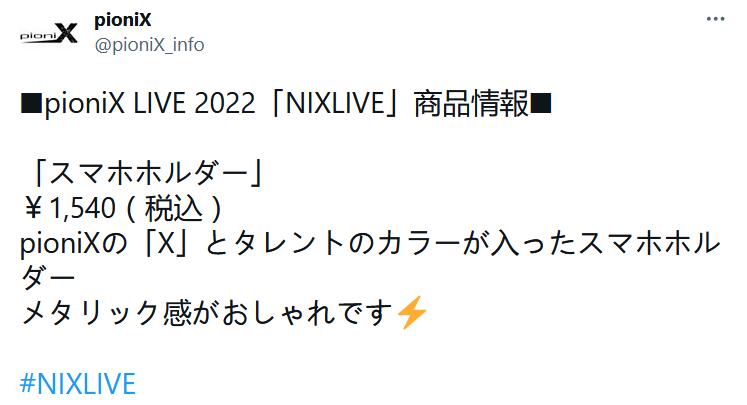 pioniX
pioniX
@pioniX_info
■pioniX LIVE 2022「NIXLIVE」商品情報■
「スマホホルダー」
￥1,540（税込）
pioniXの「X」とタレントのカラーが入ったスマホホル
ダー
メタリック感がおしゃれです⚡
#NIXLIVE